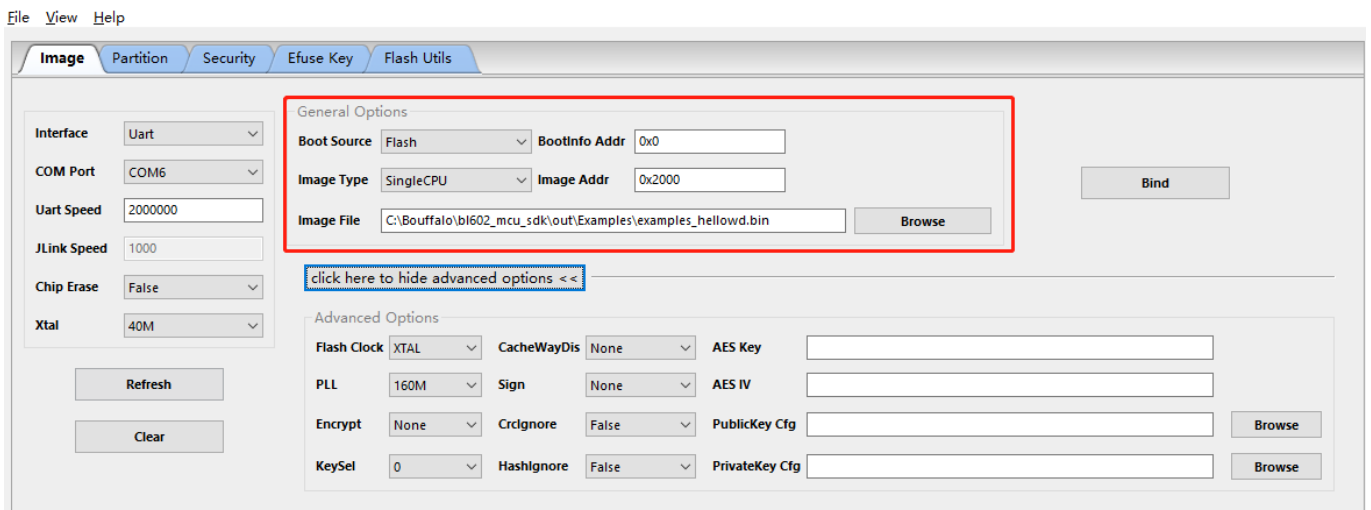 File View Help
Image Partition Security Efuse Key Flash Utils
Interface Uart
COM Port COM6
Uart Speed 2000000
JLink Speed 1000
Chip Erase False
Xtal 40M
Refresh
Clear
General Options
Boot Source Flash BootInfo Addr 0x0
Image Type SingleCPU Image Addr 0x2000
Image File C:\Bouffalo\bl602_mcu_sdk\out\Examples\examples_hellowd.bin Browse
Bind
click here to hide advanced options <<
Advanced Options
Flash Clock XTAL CacheWayDis None AES Key
PLL 160M Sign None AES IV
Encrypt None CrcIgnore False PublicKey Cfg Browse
KeySel 0 HashIgnore False PrivateKey Cfg Browse